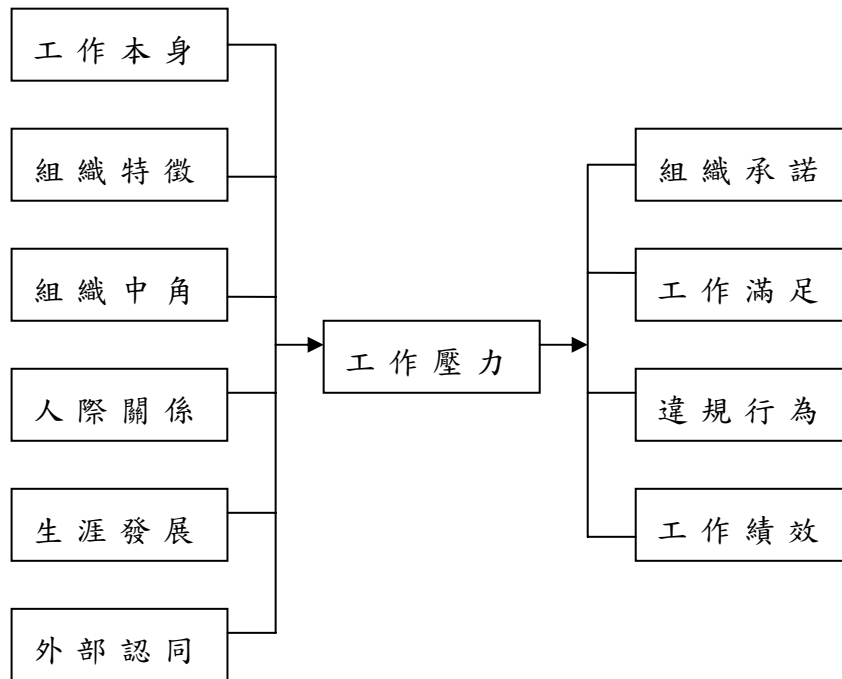 工作本身
組織特徵
組織中角
人際關係
生涯發展
外部認同
工作壓力
組織承諾
工作滿足
違規行為
工作績效